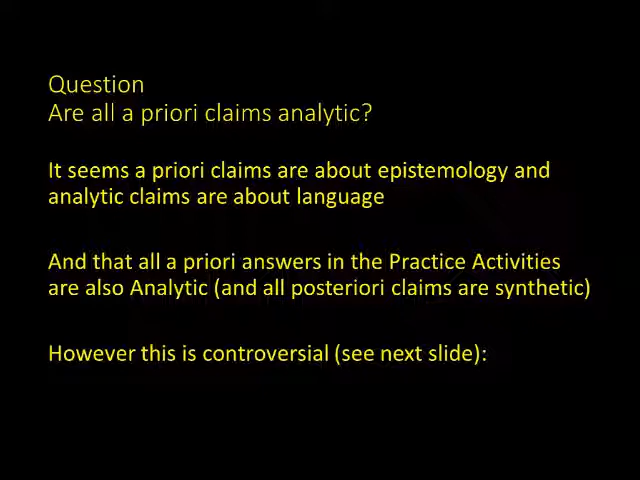 Question
Are all a priori claims analytic?
It seems a priori claims are about epistemology and
analytic claims are about language
And that all a priori answers in the Practice Activities
are also Analytic (and all posteriori claims are synthetic)
However this is controversial (see next slide):